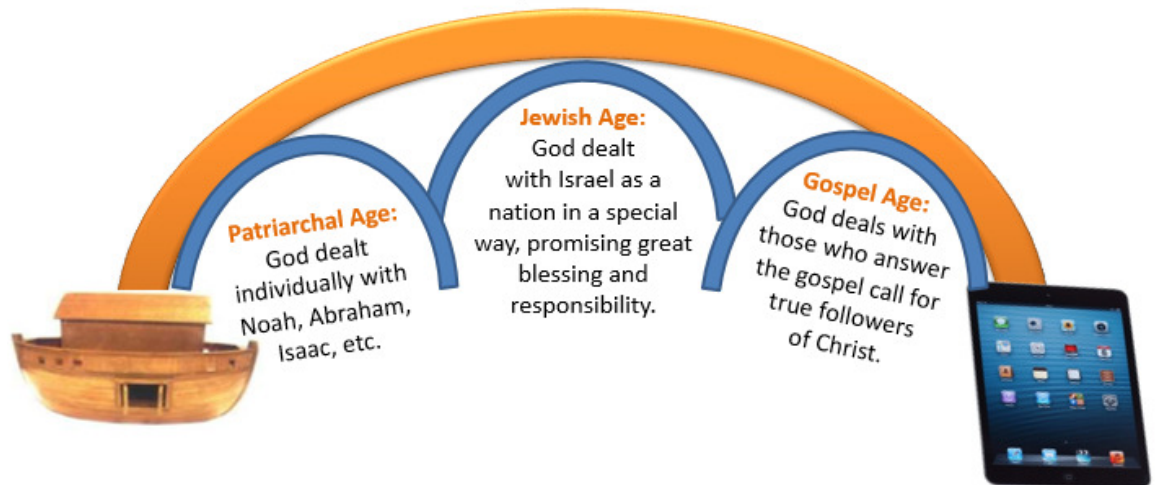 Patriarchal Age:
God dealt
individually with
Noah, Abraham,
Isaac, etc.
Jewish Age:
God dealt
with Israel as a
nation in a special
way, promising great
blessing and
responsibility.
Gospel Age:
God deals with
those who answer
the gospel call for
true followers
of Christ.